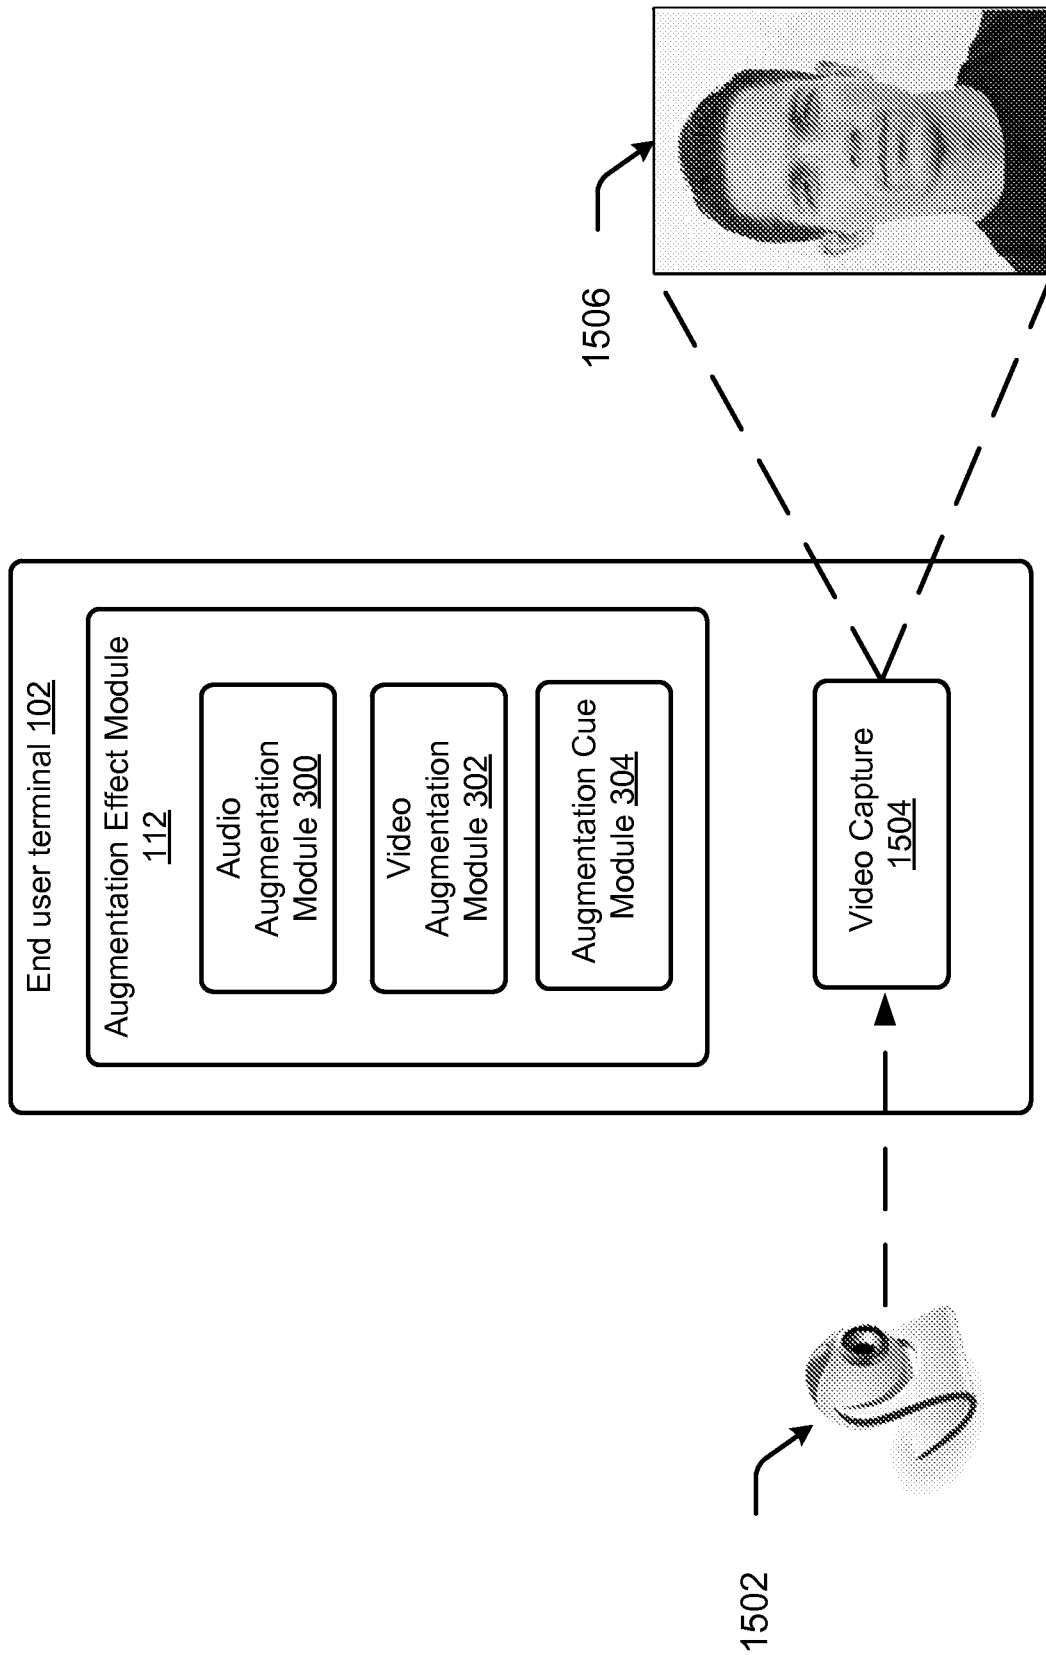 End user terminal 102
Augmentation Effect Module
112
Audio
Augmentation
Module 300
Video
Augmentation
Module 302
Augmentation Cue
Module 304
Video Capture
1504
1502
1506